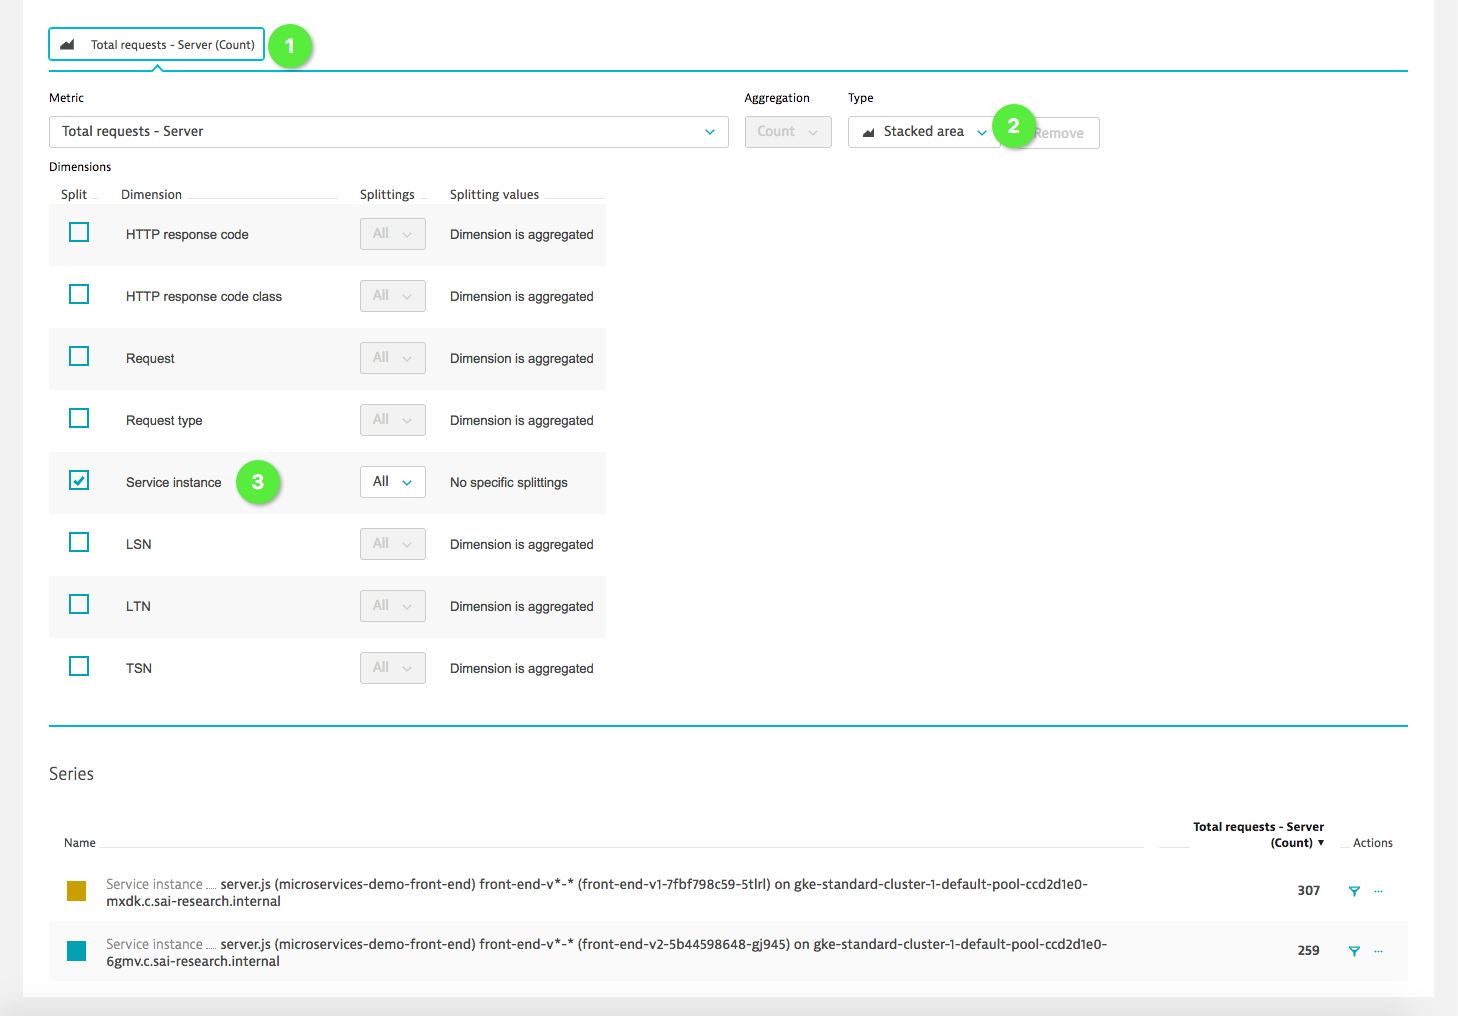 Total requests - Server (Count)
1
Metric
Aggregation
Type
Total requests - Server
Count
Stacked area
2
Remove
Dimensions
Split
Dimension
Splittings
Splitting values
HTTP response code
All
Dimension is aggregated
HTTP response code class
All
Dimension is aggregated
Request
All
Dimension is aggregated
Request type
All
Dimension is aggregated
Service instance
3
All
No specific splittings
LSN
All
Dimension is aggregated
LTN
All
Dimension is aggregated
TSN
All
Dimension is aggregated
Series
Name
Total requests - Server
(Count) ▼
Actions
Service instance .... server.js (microservices-demo-front-end) front-end-v*-* (front-end-v1-7fbf798c59-5tlrl) on gke-standard-cluster-1-default-pool-ccd2d1e0-
mxdk.c.sai-research.internal
307
...
Service instance .... server.js (microservices-demo-front-end) front-end-v*-* (front-end-v2-5b44598648-gj945) on gke-standard-cluster-1-default-pool-ccd2d1e0-
6gmv.c.sai-research.internal
259
...